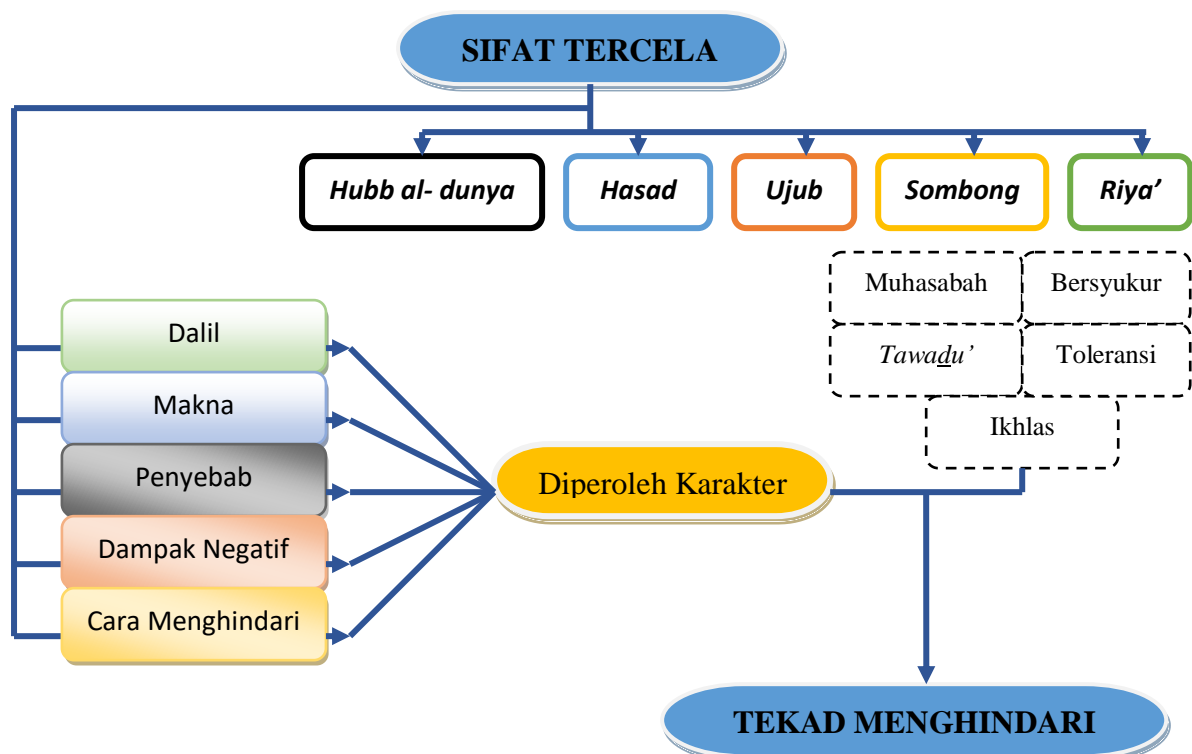 SIFAT TERCELA
Hubb al- dunya
Hasad
Ujub
Sombong
Riya’
Muhasabah
Bersyukur
Tawadu’
Toleransi
Ikhlas
Dalil
Makna
Penyebab
Dampak Negatif
Cara Menghindari
Diperoleh Karakter
TEKAD MENGHINDARI